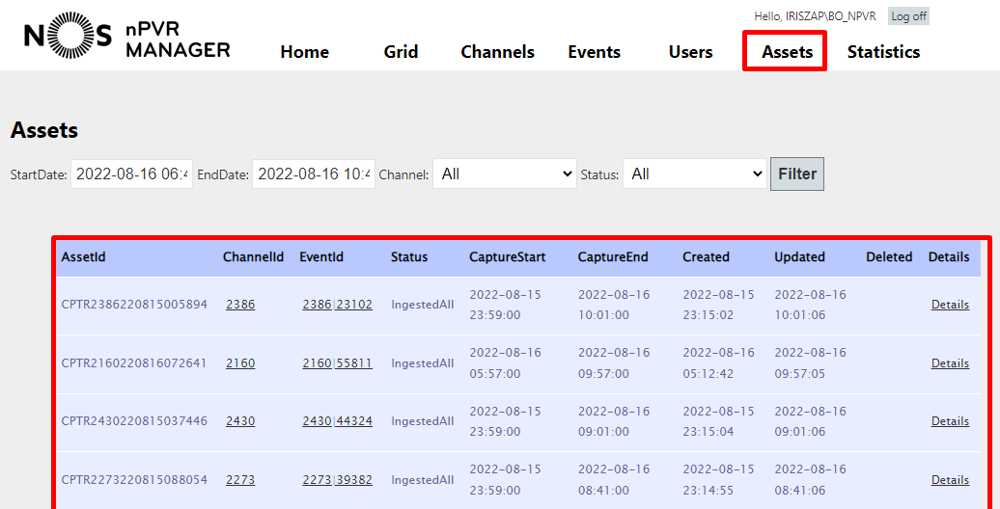 Hello, IRISZAP\BO_NPVR Log off
NOS nPVR
MANAGER
Home Grid Channels Events Users Assets Statistics
Assets
StartDate: 2022-08-16 06:4 EndDate: 2022-08-16 10:4 Channel: All Status: All Filter
AssetId ChannelId EventId Status CaptureStart CaptureEnd Created Updated Deleted Details
CPTR2386220815005894 2386 2386|23102 IngestedAll 2022-08-15 23:59:00 2022-08-16 10:01:00 2022-08-15 23:15:02 2022-08-16 10:01:06 Details
CPTR2160220816072641 2160 2160|55811 IngestedAll 2022-08-16 05:57:00 2022-08-16 09:57:00 2022-08-16 05:12:42 2022-08-16 09:57:05 Details
CPTR2430220815037446 2430 2430|44324 IngestedAll 2022-08-15 23:59:00 2022-08-16 09:01:00 2022-08-15 23:15:04 2022-08-16 09:01:06 Details
CPTR2273220815088054 2273 2273|39382 IngestedAll 2022-08-15 23:59:00 2022-08-16 08:41:00 2022-08-15 23:14:55 2022-08-16 08:41:06 Details